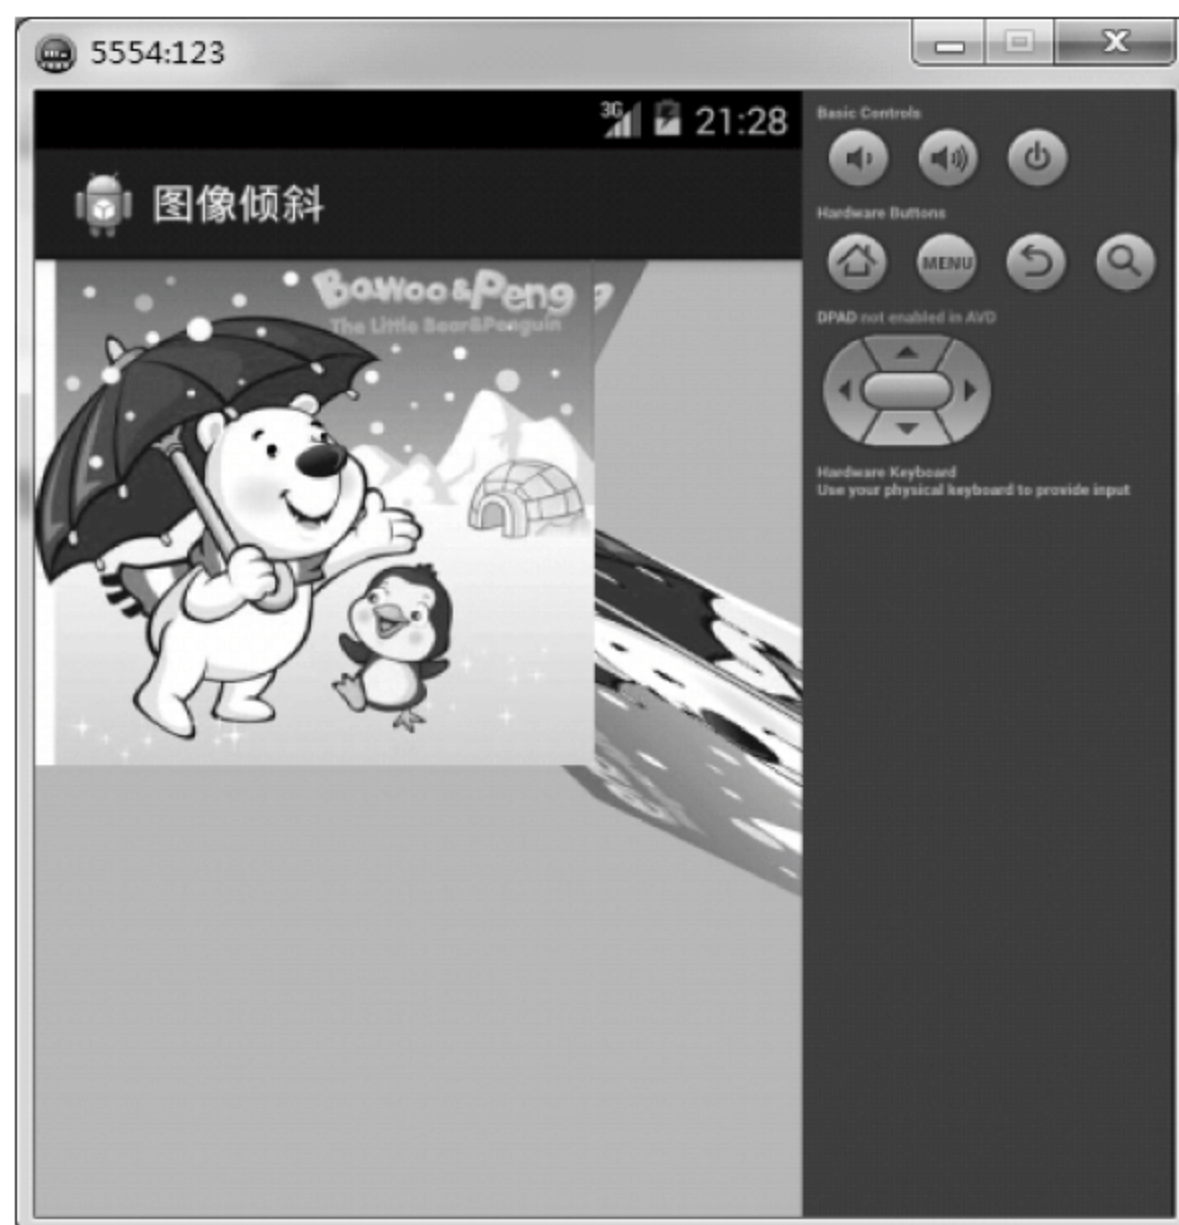 5554:123
3G
21:28
图像倾斜
BaWoo&Peng
The Little Bear&Penguin
Basic Controls
Hardware Buttons
MENU
DPAD not enabled in AVD
Hardware Keyboard
Use your physical keyboard to provide input